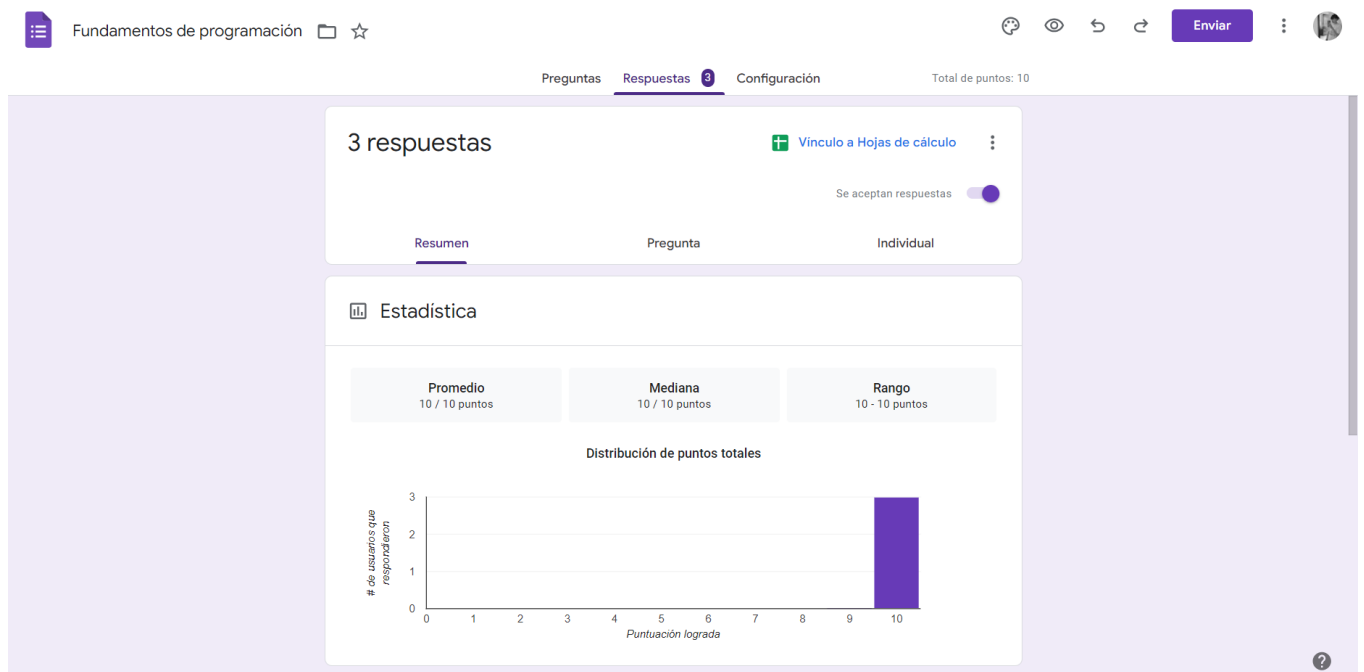 Fundamentos de programación
Enviar
Preguntas Respuestas 3 Configuración Total de puntos: 10
3 respuestas
Vínculo a Hojas de cálculo
Se aceptan respuestas
Resumen Pregunta Individual
Estadística
Promedio
10 / 10 puntos
Mediana
10 / 10 puntos
Rango
10 - 10 puntos
Distribución de puntos totales
# de usuarios que
respondieron
3
2
1
0
0 1 2 3 4 5 6 7 8 9 10
Puntuación lograda